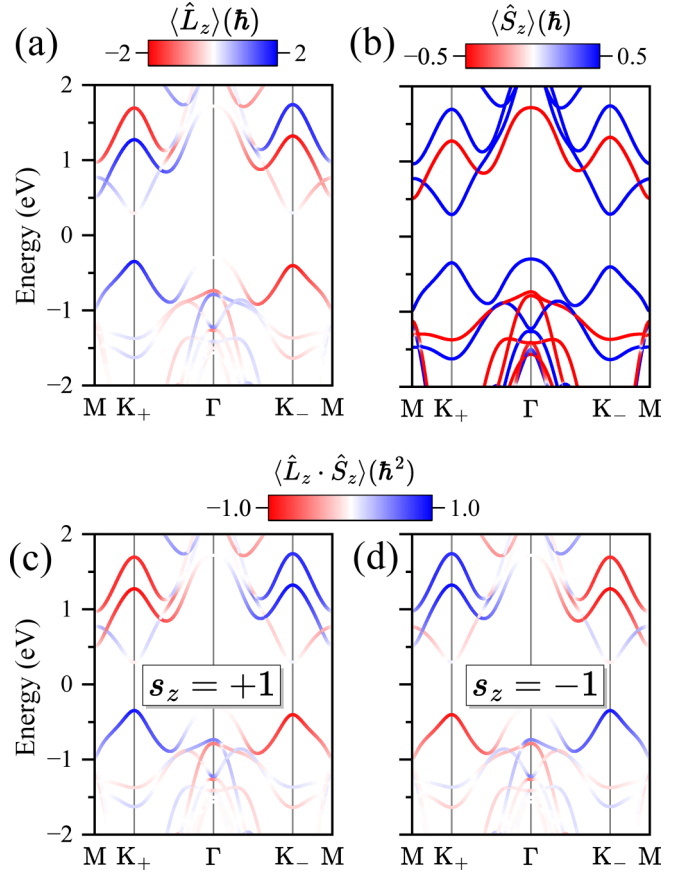 (a)
⟨L̂z⟩(ħ)
−2 2
(b)
⟨Ŝz⟩(ħ)
−0.5 0.5
Energy (eV)
2
1
0
−1
−2
M K+ Γ K− M
M K+ Γ K− M
⟨L̂z · Ŝz⟩(ħ²)
−1.0 1.0
(c)
(d)
Energy (eV)
2
1
0
−1
−2
sz = +1
sz = −1
M K+ Γ K− M
M K+ Γ K− M